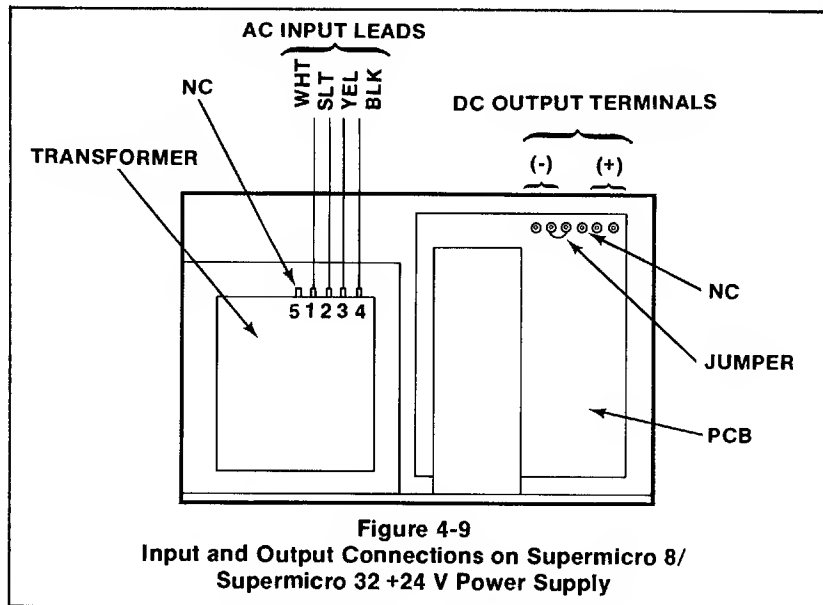 AC INPUT LEADS
NC
WHT
SLT
YEL
BLK
DC OUTPUT TERMINALS
TRANSFORMER
(-)
(+)
5 1 2 3 4
NC
JUMPER
PCB
Figure 4-9
Input and Output Connections on Supermicro 8/
Supermicro 32 +24 V Power Supply